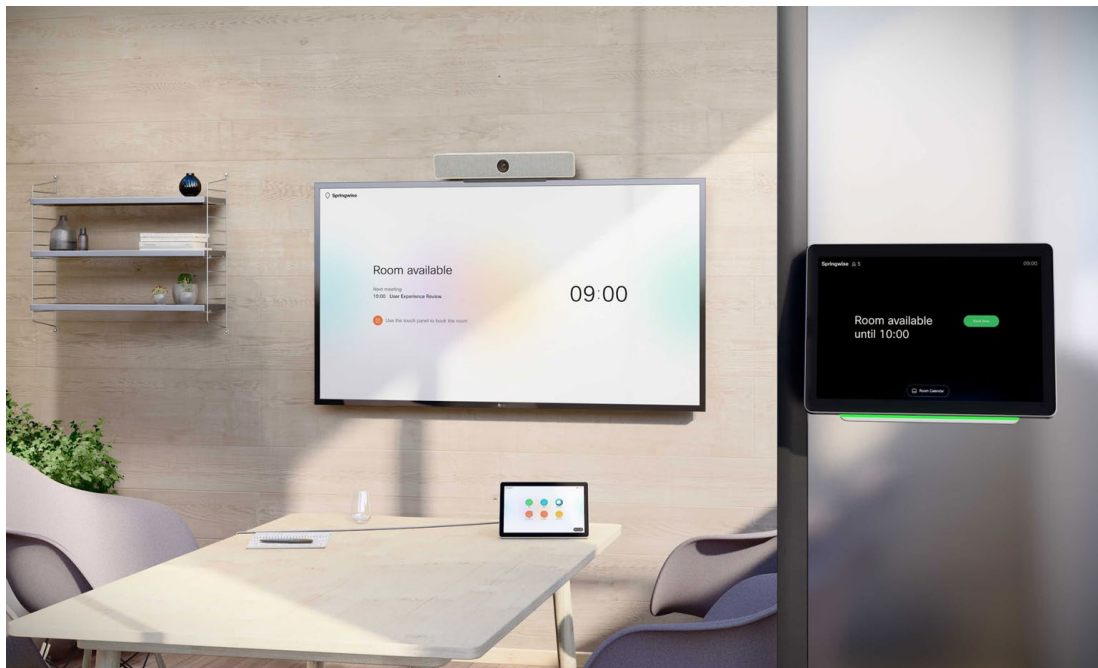 Springwise
Room available
Next meeting
10:00 User Experience Review
Use the touch panel to book the room
09:00
Springwise 5
09:00
Room available
until 10:00
Room Calendar